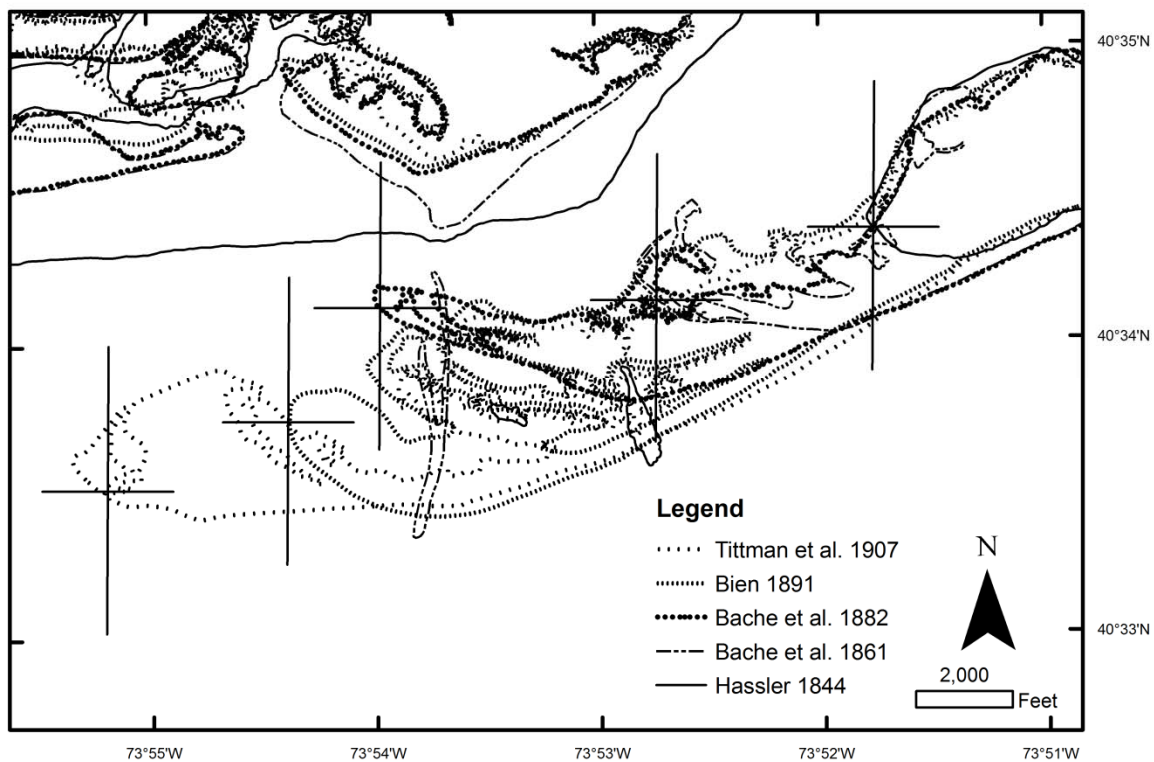 40°35'N
40°34'N
Legend
Tittman et al. 1907
Bien 1891
Bache et al. 1882
Bache et al. 1861
Hassler 1844
N
2,000
Feet
40°33'N
73°55'W
73°54'W
73°53'W
73°52'W
73°51'W